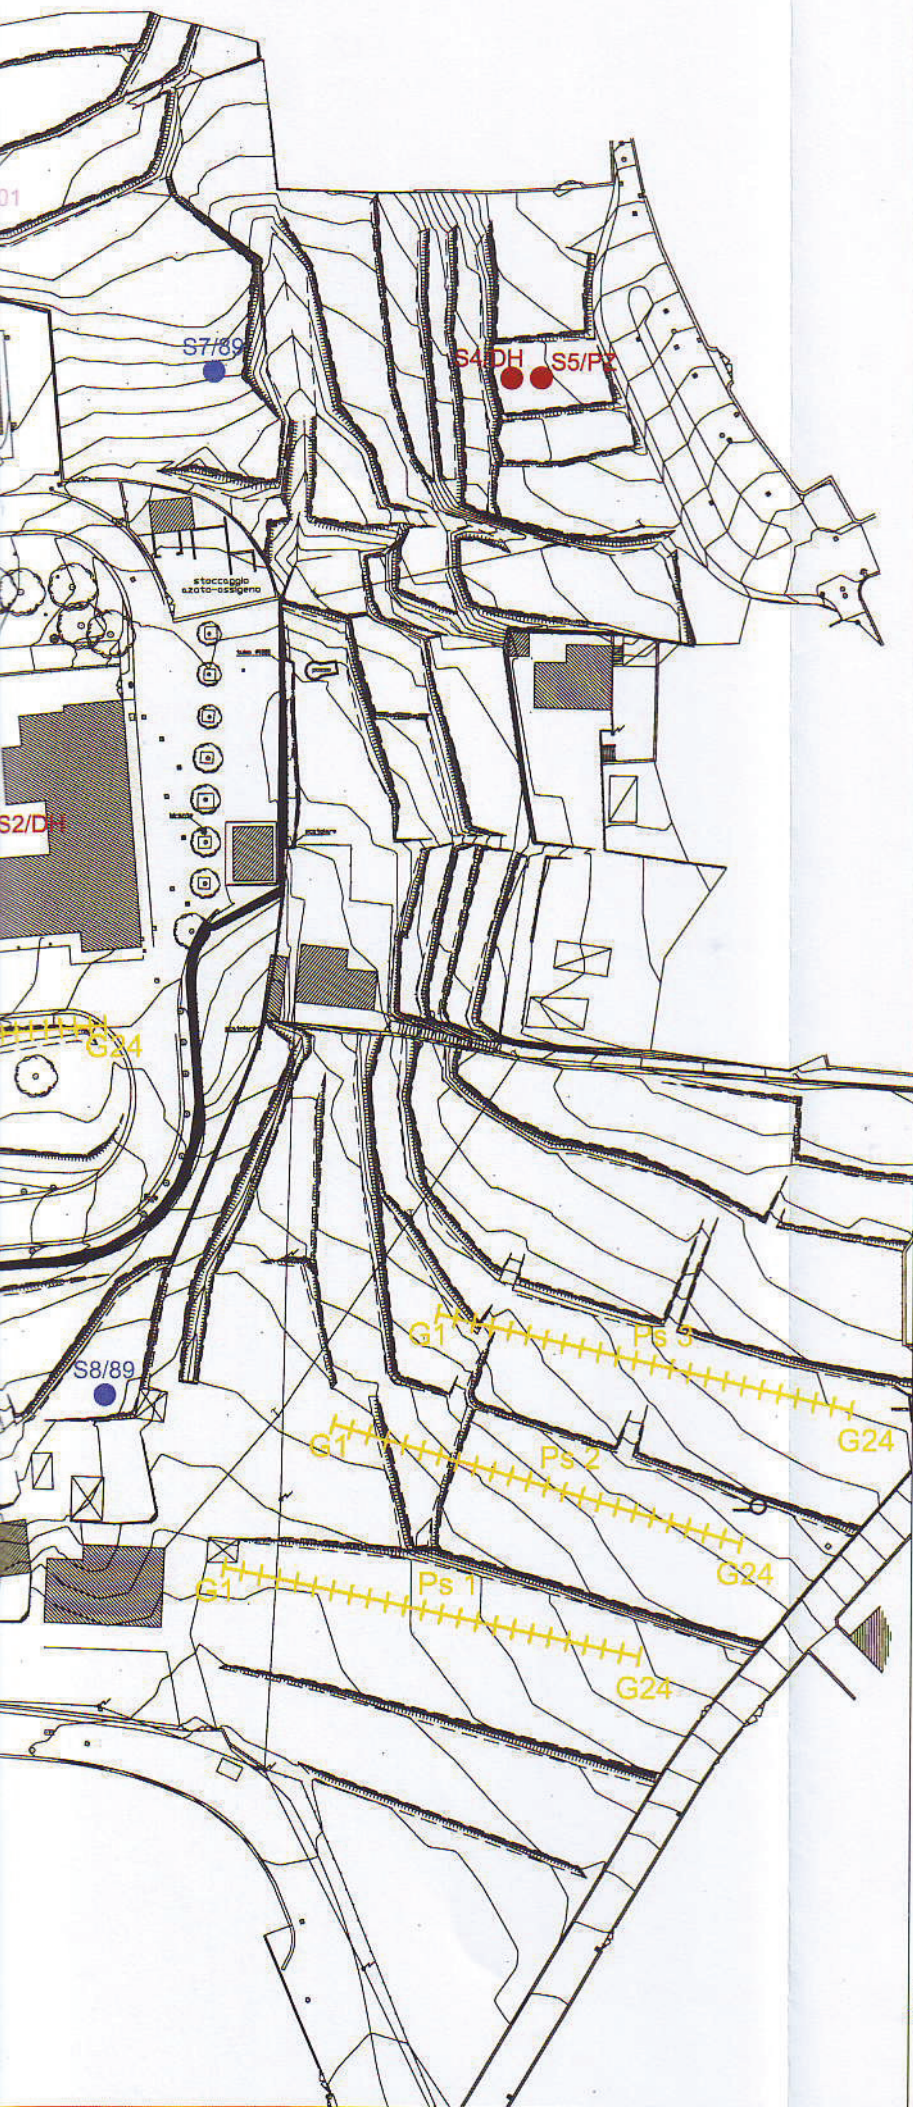 01
S7/89
S4/DH
S5/PZ
stoccaggio
azoto-ossigeno
S2/DH
G24
G1
Ps 3
S8/89
G24
G1
Ps 2
G24
G1
Ps 1
G24